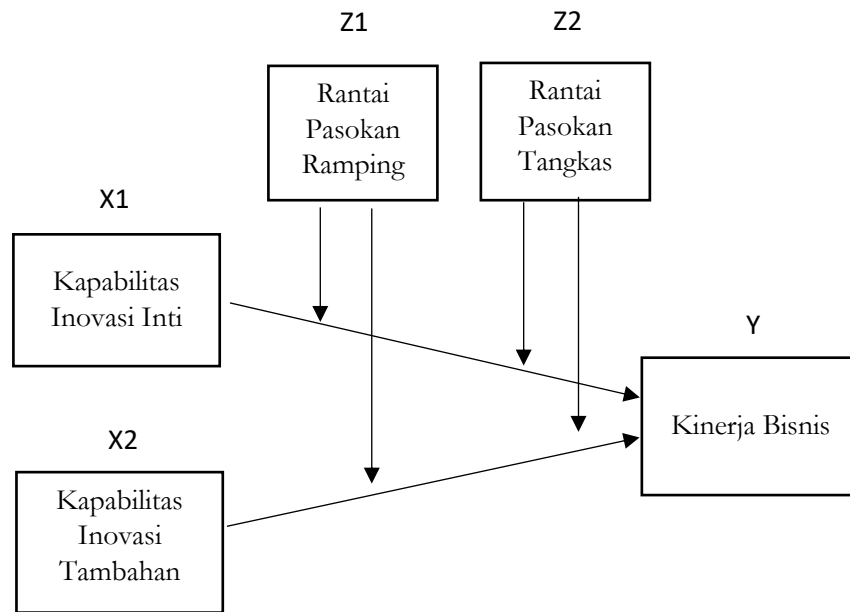 Z1
Z2
Rantai
Pasokan
Ramping
Rantai
Pasokan
Tangkas
X1
Kapabilitas
Inovasi Inti
Y
Kinerja Bisnis
X2
Kapabilitas
Inovasi
Tambahan